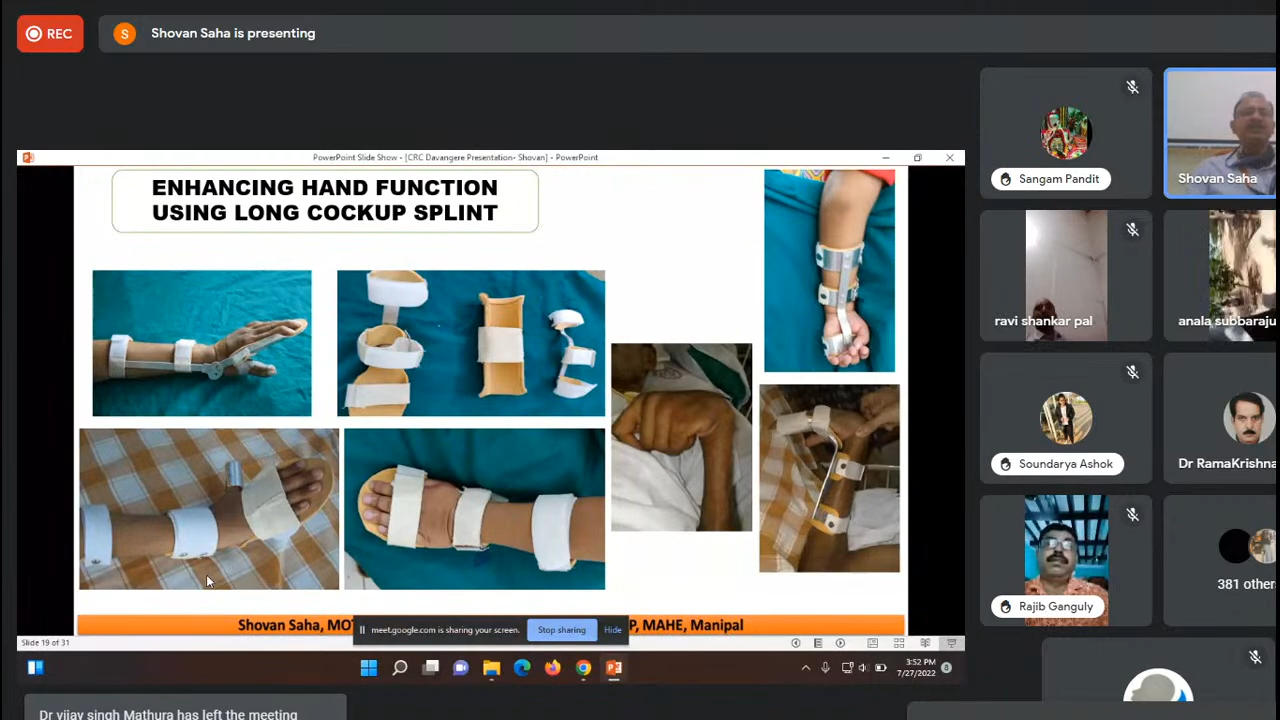 REC
S
Shovan Saha is presenting
PowerPoint Slide Show - [CRC Davangere Presentation- Shovan] - PowerPoint
ENHANCING HAND FUNCTION
USING LONG COCKUP SPLINT
Shovan Saha, MOT
P, MAHE, Manipal
meet.google.com is sharing your screen.
Stop sharing
Hide
Slide 19 of 31
3:52 PM
7/27/2022
8
Dr vijay singh Mathura has left the meeting
Sangam Pandit
Shovan Saha
ravi shankar pal
anala subbaraju
Soundarya Ashok
Dr RamaKrishna
Rajib Ganguly
381 others